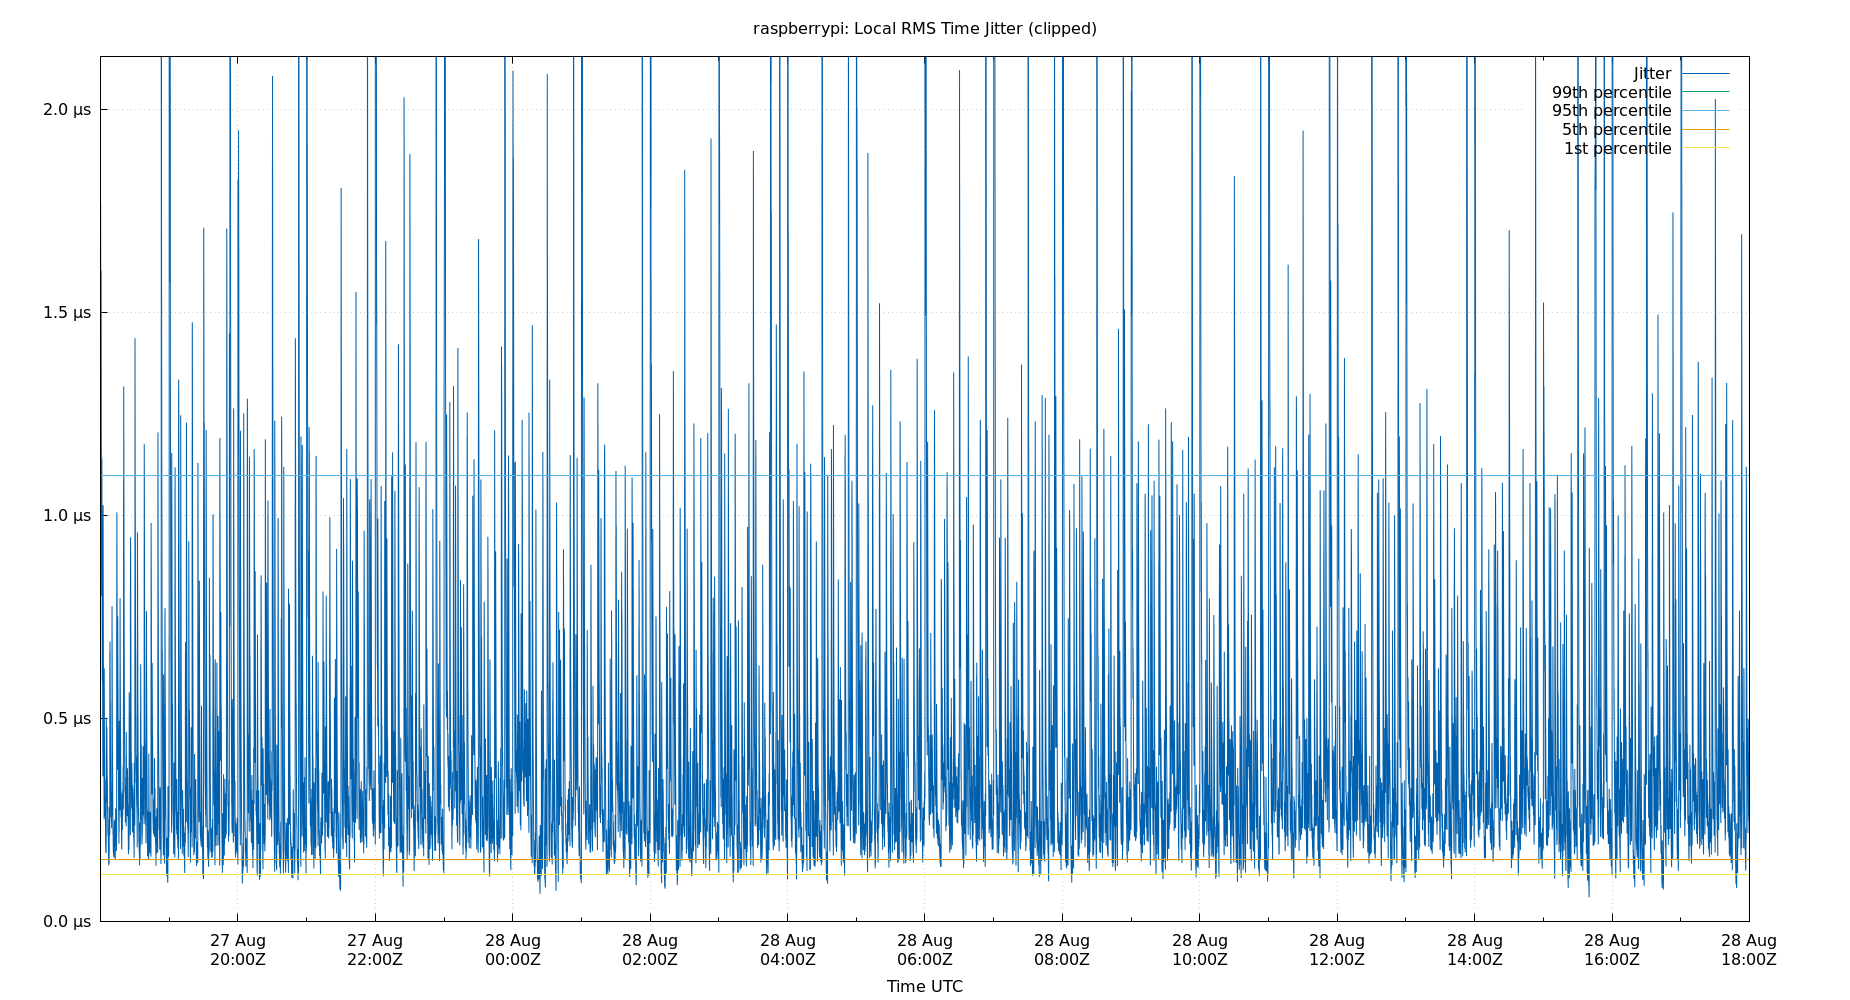 raspberrypi: Local RMS Time Jitter (clipped)
Jitter
99th percentile
95th percentile
5th percentile
1st percentile
2.0 µs
1.5 µs
1.0 µs
0.5 µs
0.0 µs
27 Aug 27 Aug 28 Aug 28 Aug 28 Aug 28 Aug 28 Aug 28 Aug 28 Aug 28 Aug 28 Aug 28 Aug
20:00Z 22:00Z 00:00Z 02:00Z 04:00Z 06:00Z 08:00Z 10:00Z 12:00Z 14:00Z 16:00Z 18:00Z
Time UTC